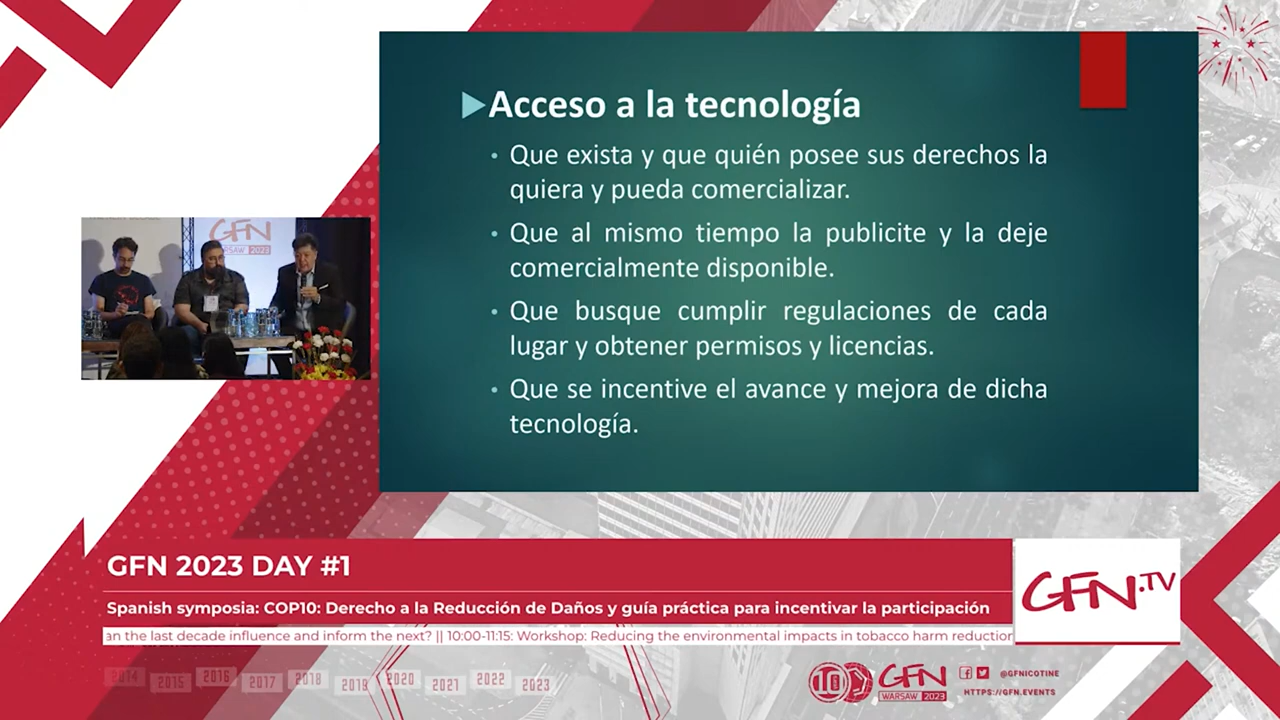 Acceso a la tecnología
• Que exista y que quién posee sus derechos la
quiera y pueda comercializar.
• Que al mismo tiempo la publicite y la deje
comercialmente disponible.
• Que busque cumplir regulaciones de cada
lugar y obtener permisos y licencias.
• Que se incentive el avance y mejora de dicha
tecnología.
GFN
WARSAW 2023
GFN 2023 DAY #1
Spanish symposia: COP10: Derecho a la Reducción de Daños y guía práctica para incentivar la participación
an the last decade influence and inform the next? || 10:00-11:15: Workshop: Reducing the environmental impacts in tobacco harm reduction
GFN.TV
2014 2015 2016 2017 2018 2019 2020 2021 2022 2023
10
GFN
WARSAW 2023
@GFNICOTINE
HTTPS://GFN.EVENTS